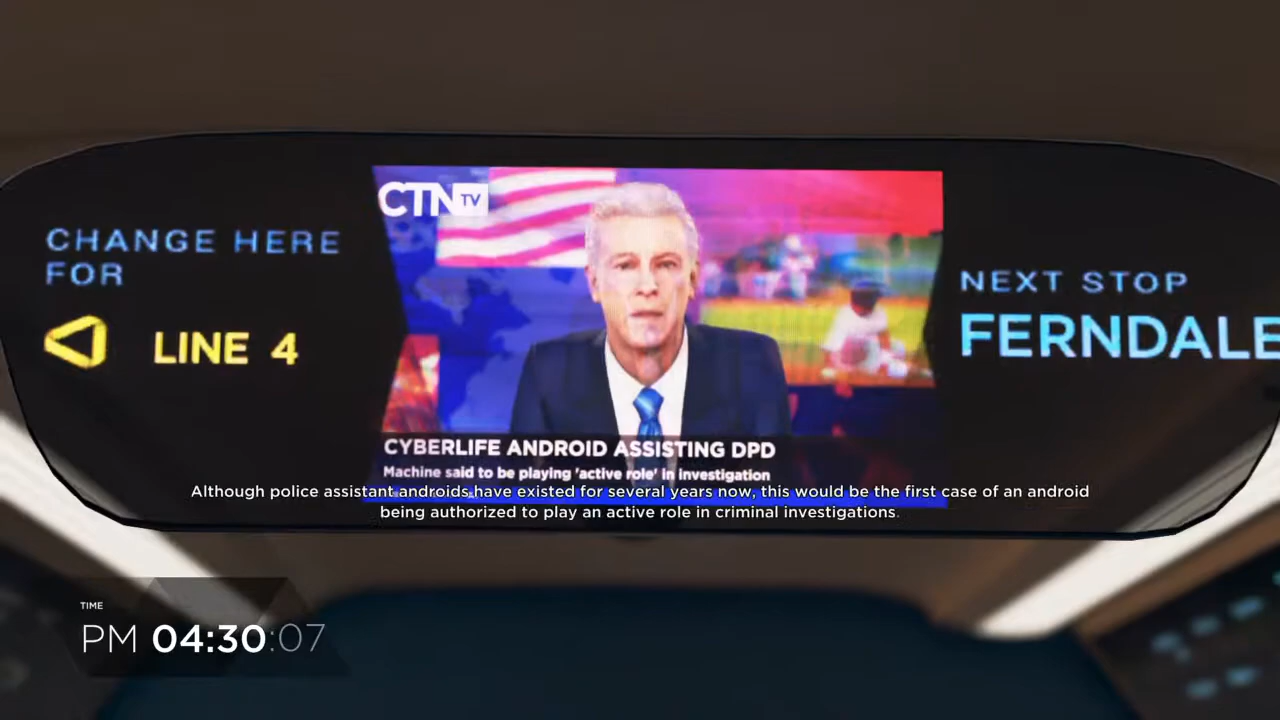 CHANGE HERE
FOR
LINE 4
CTN TV
CYBERLIFE ANDROID ASSISTING DPD
Machine said to be playing 'active role' in investigation
NEXT STOP
FERNDALE
Although police assistant androids have existed for several years now, this would be the first case of an android
being authorized to play an active role in criminal investigations.
TIME
PM 04:30:07